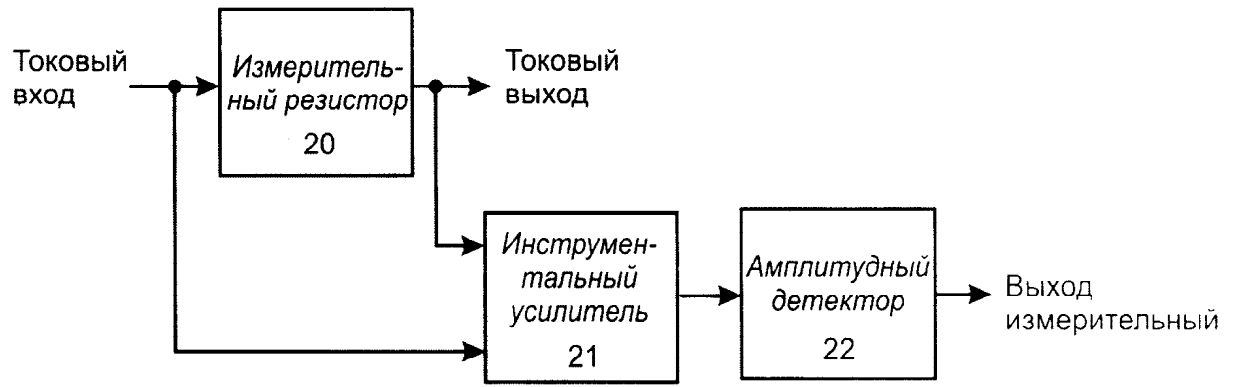 Токовый
вход
Измеритель-
ный резистор
20
Токовый
выход
Инструмен-
тальный
усилитель
21
Амплитудный
детектор
22
Выход
измерительный